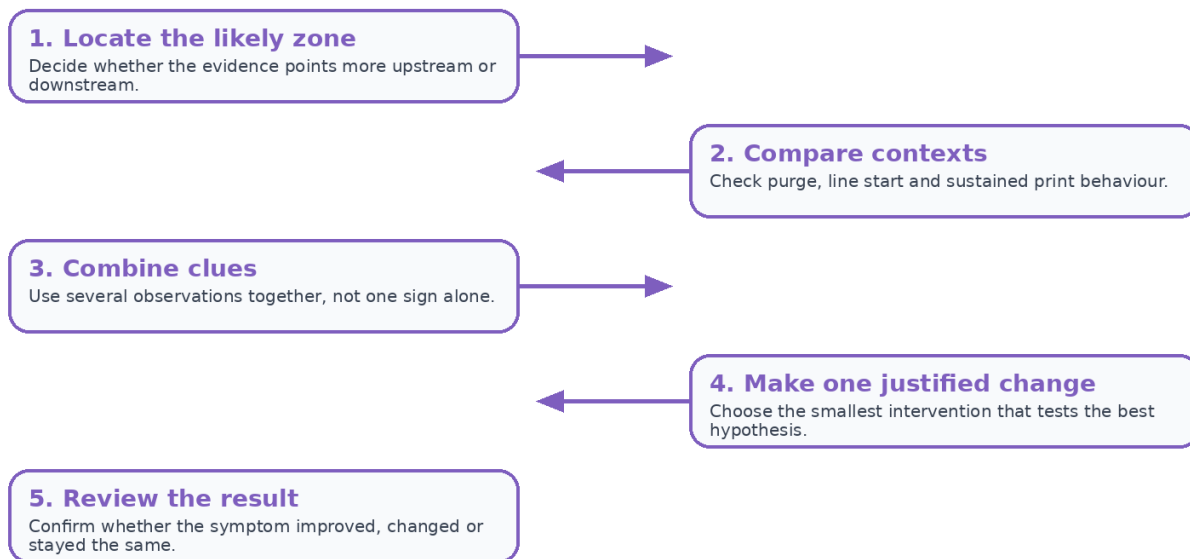 1. Locate the likely zone
Decide whether the evidence points more upstream or
downstream.
2. Compare contexts
Check purge, line start and sustained print behaviour.
3. Combine clues
Use several observations together, not one sign alone.
4. Make one justified change
Choose the smallest intervention that tests the best
hypothesis.
5. Review the result
Confirm whether the symptom improved, changed or
stayed the same.